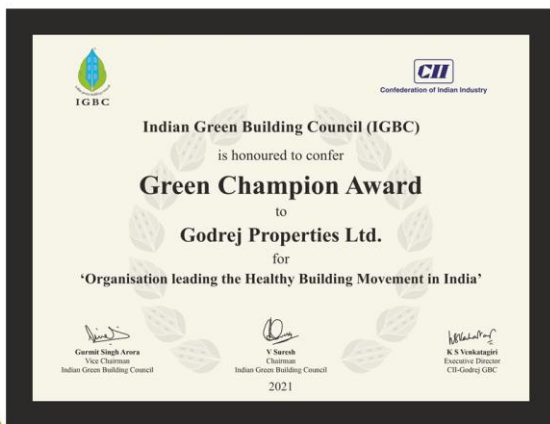 IGBC
CII
Confederation of Indian Industry
Indian Green Building Council (IGBC)
is honoured to confer
Green Champion Award
to
Godrej Properties Ltd.
for
‘Organisation leading the Healthy Building Movement in India’
Gurmit Singh Arora
Vice Chairman
Indian Green Building Council
V Suresh
Chairman
Indian Green Building Council
K S Venkatagiri
Executive Director
CII-Godrej GBC
2021